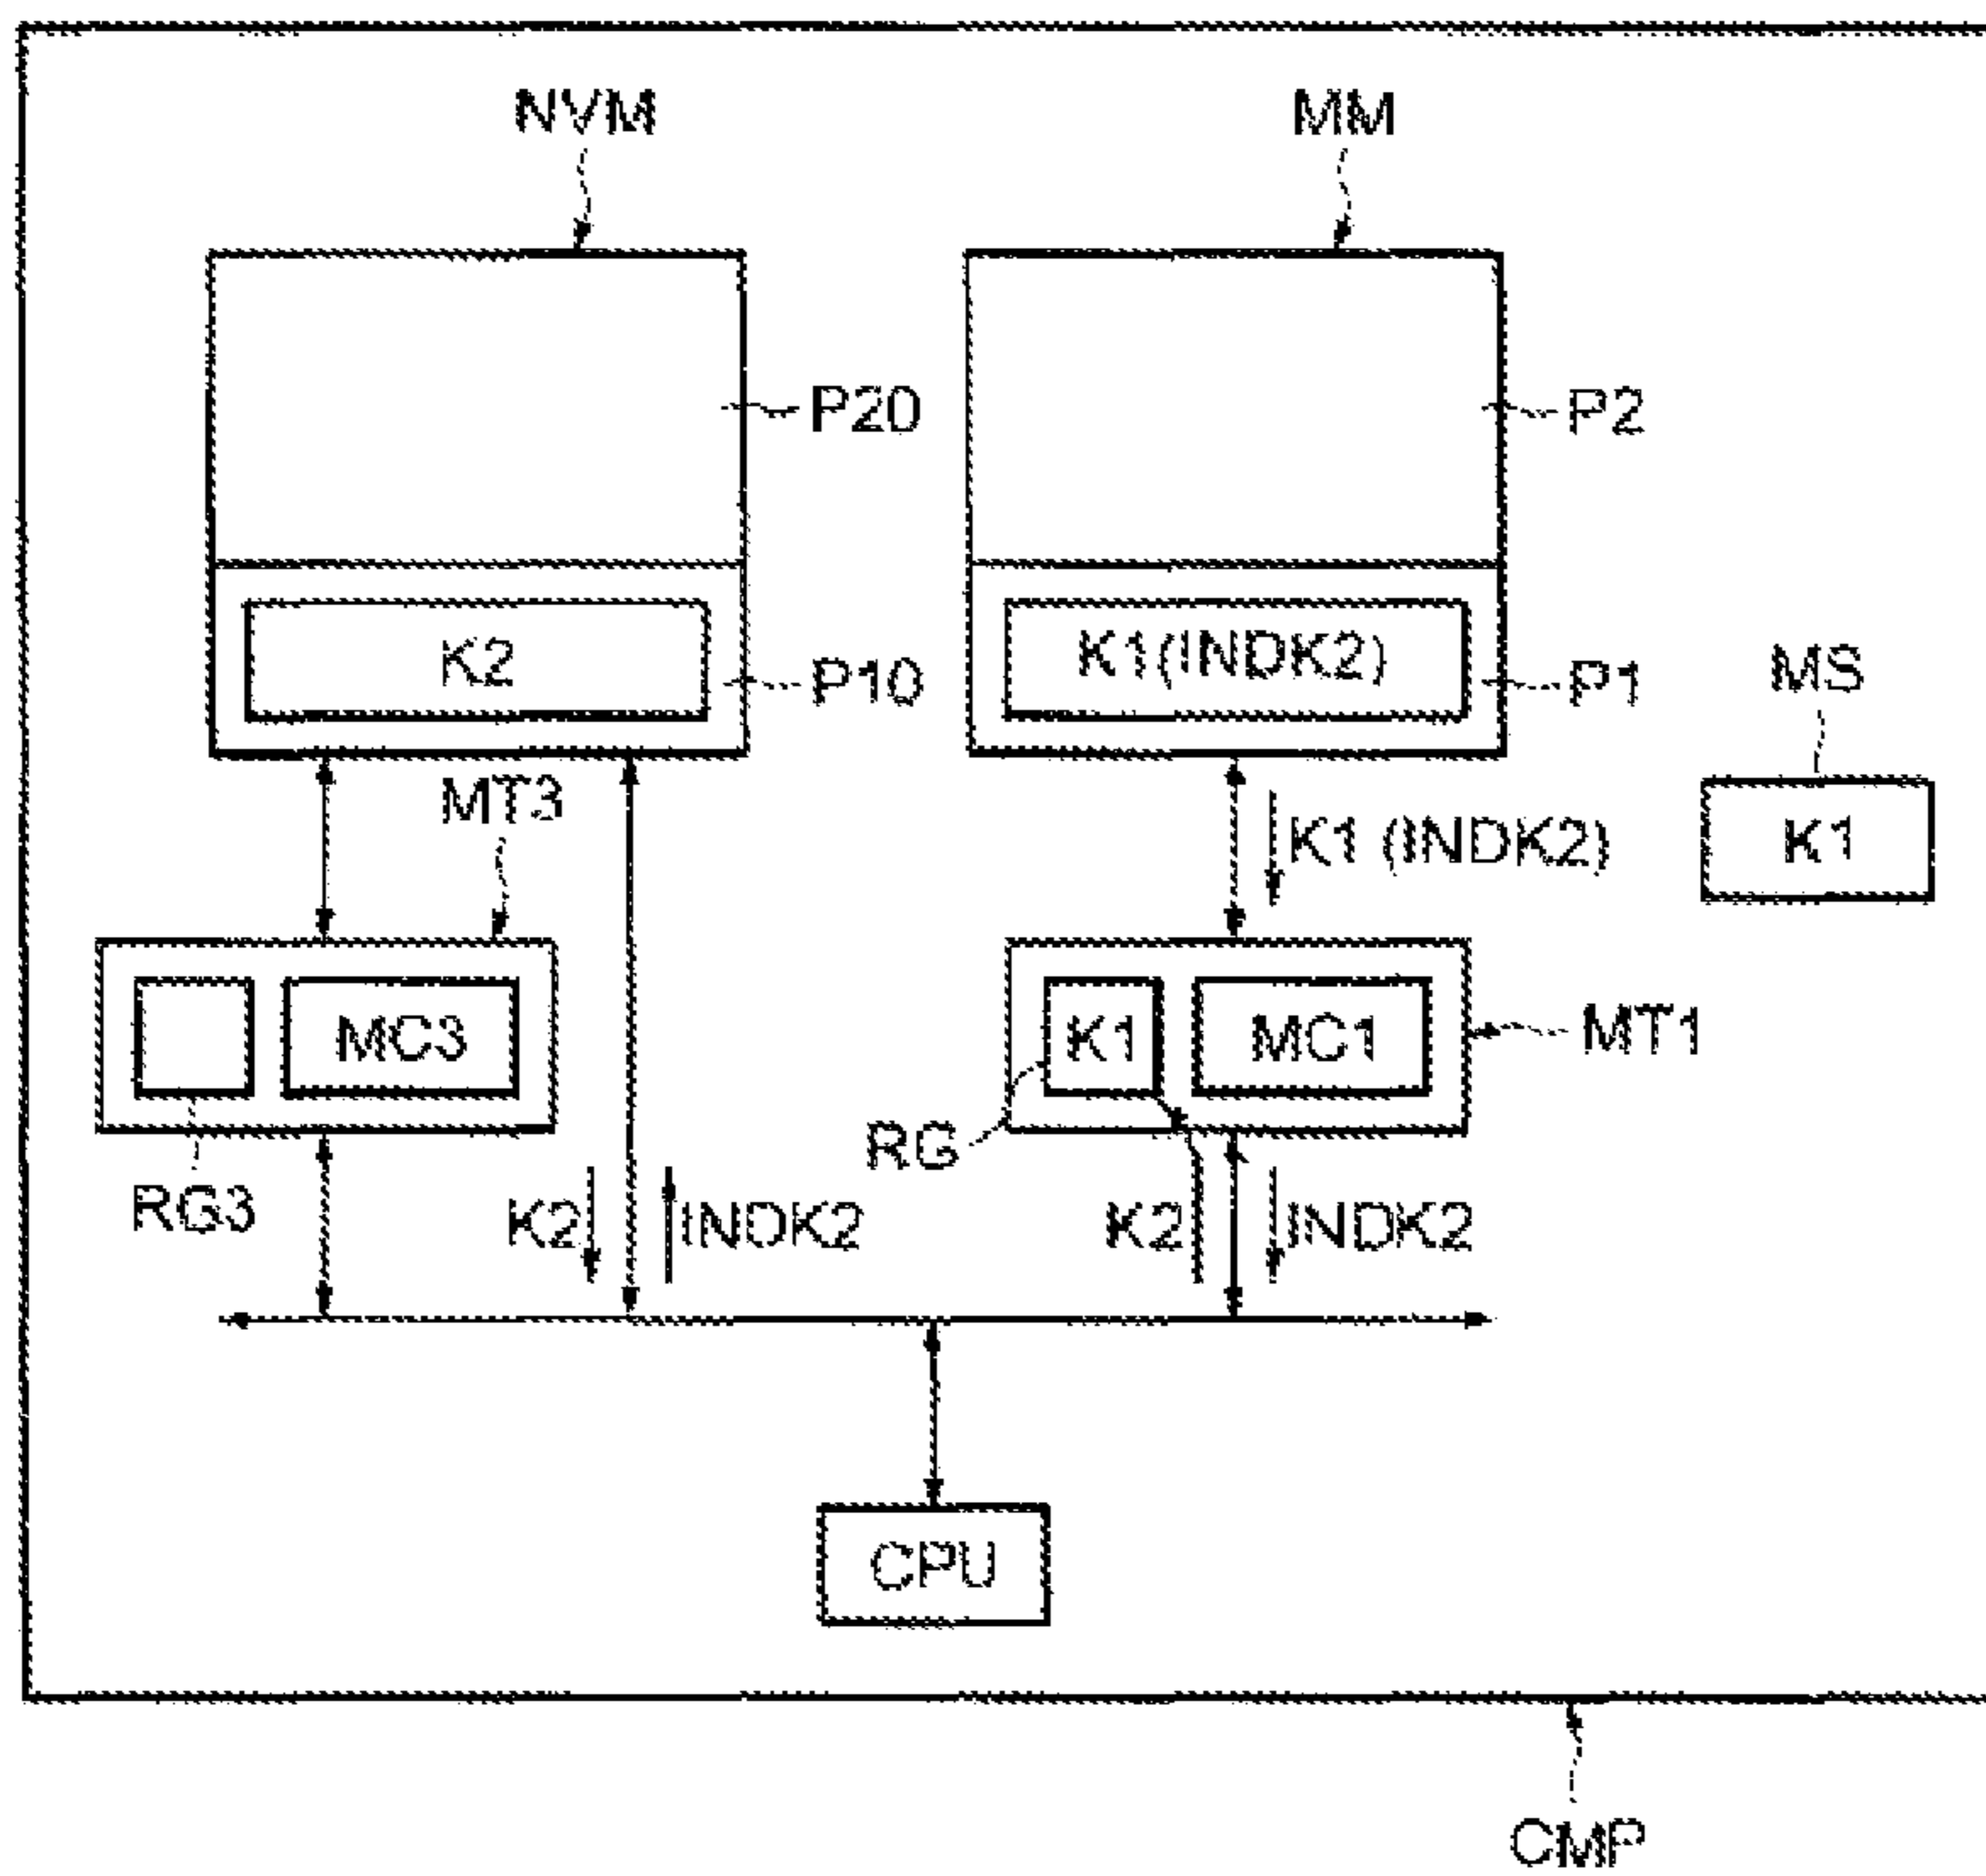 NVM
MM
P20
P2
K2
K1(INDK2)
P10
P1
MS
MT3
K1 (INDK2)
K1
MC3
K1
MC1
MT1
RG
RG3
K2
INDK2
K2
INDK2
CPU
CMP